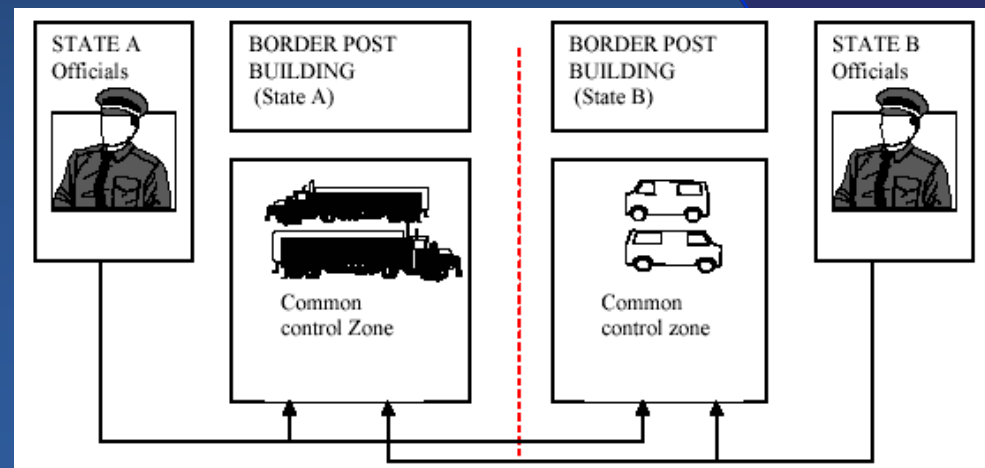 STATE A
Officials
BORDER POST
BUILDING
(State A)
BORDER POST
BUILDING
(State B)
STATE B
Officials
Common
control Zone
Common
control zone